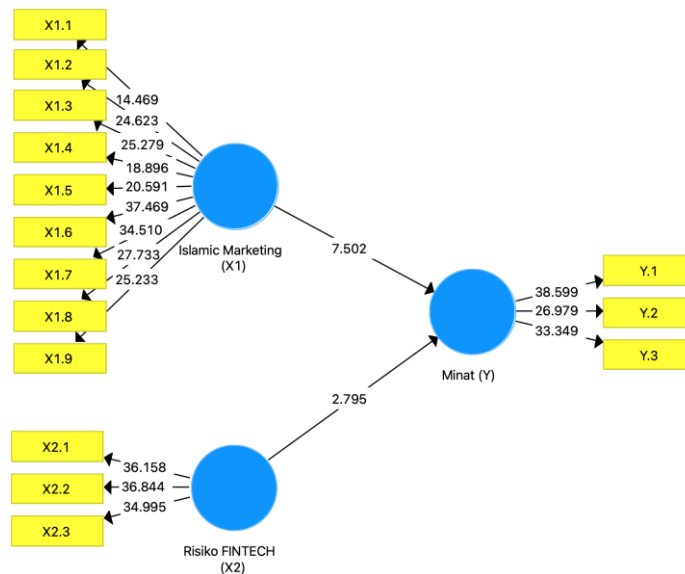 X1.1
X1.2
X1.3
X1.4
X1.5
X1.6
X1.7
X1.8
X1.9
14.469
24.623
25.279
18.896
20.591
37.469
34.510
27.733
25.233
Islamic Marketing
(X1)
7.502
38.599
26.979
33.349
Y.1
Y.2
Y.3
Minat (Y)
2.795
X2.1
X2.2
X2.3
36.158
36.844
34.995
Risiko FINTECH
(X2)